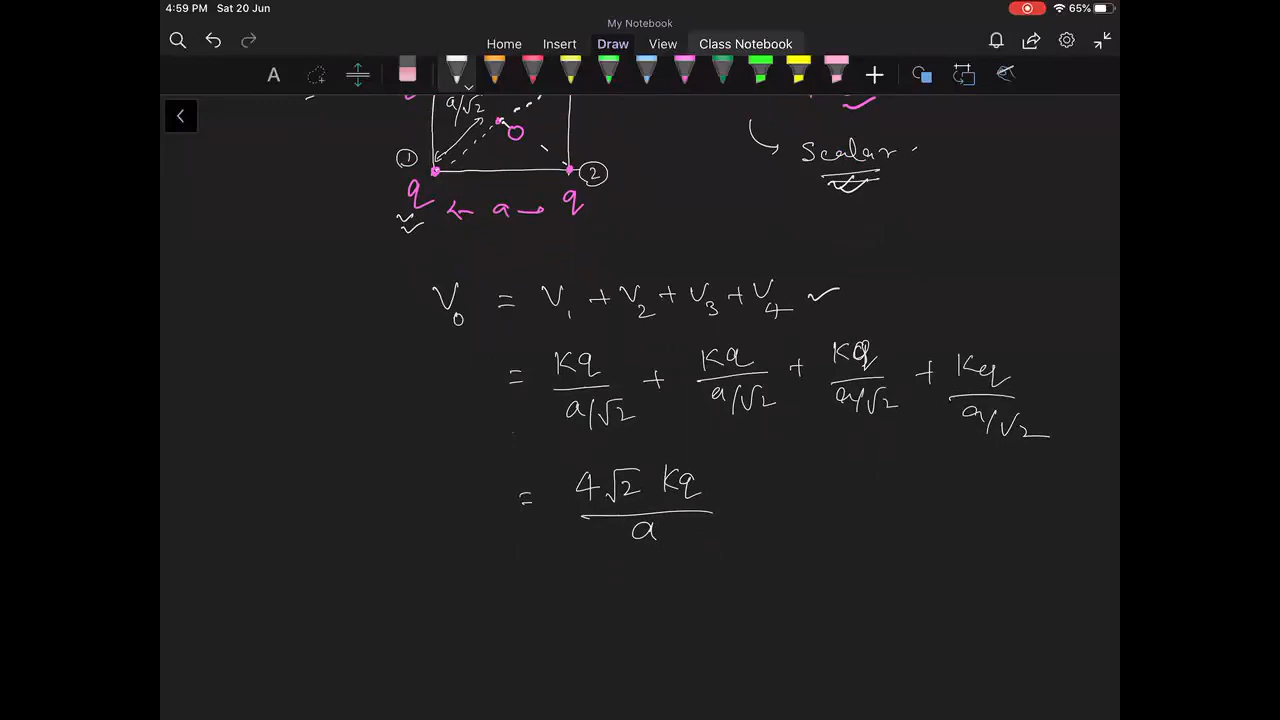 4:59 PM Sat 20 Jun
65%
My Notebook
Home Insert Draw View Class Notebook
A
a/√2
O
① ②
q ← a → q
Scalar
V₀ = V₁ + V₂ + V₃ + V₄ ✓
= Kq/(a/√2) + Kq/(a/√2) + Kq/(a/√2) + Kq/(a/√2)
= 4√2 Kq / a